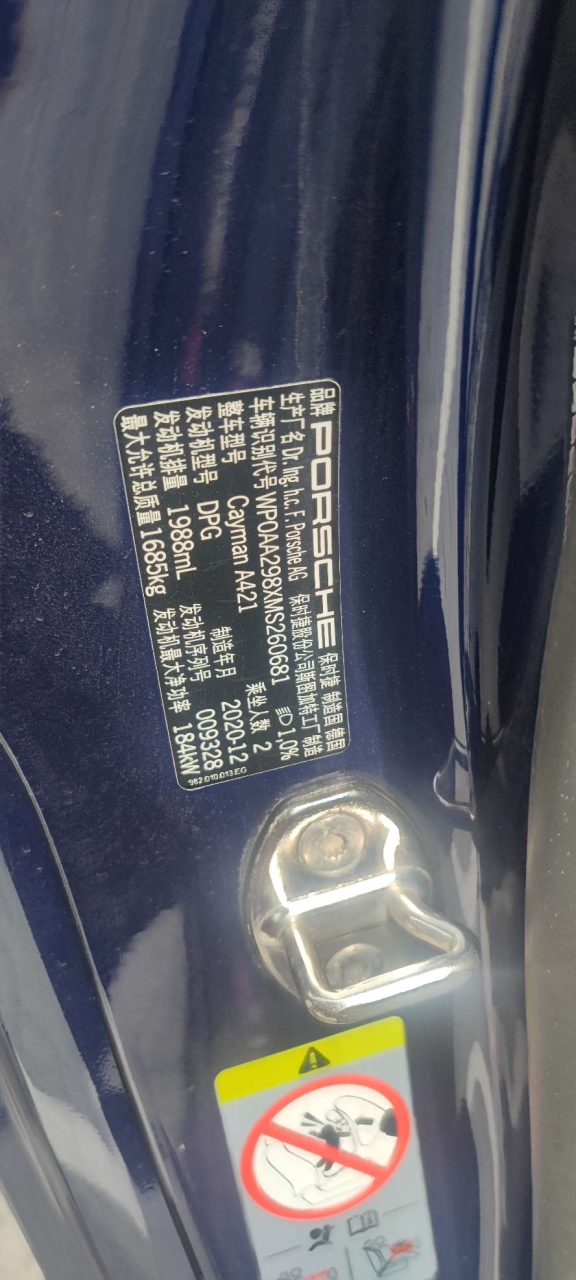 品牌 PORSCHE 保时捷 制造国 德国
生产厂名 Dr. Ing. h.c. F. Porsche AG 保时捷股份公司斯图加特工厂制造
车辆识别代号 WP0AA298XMS260681 1.0%
整车型号 Cayman A421 乘坐人数 2
发动机型号 DPG 制造年月 2020-12
发动机排量 1988mL 发动机序列号 009328
最大允许总质量 1685kg 发动机最大净功率 184kW
982.010.013.EG